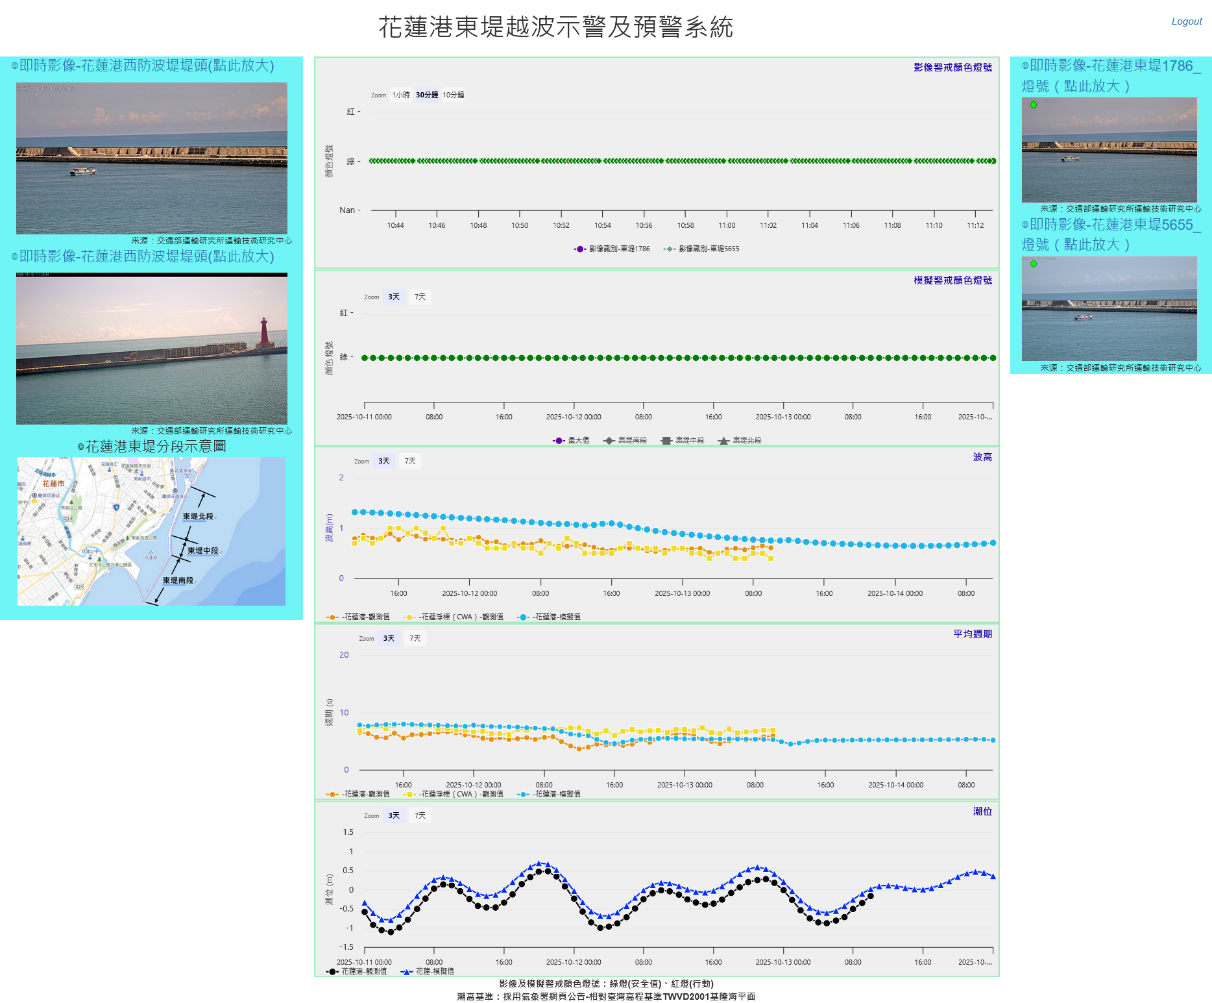 花蓮港東堤越波示警及預警系統
Logout
◎即時影像-花蓮港西防波堤堤頭(點此放大)
來源：交通部運輸研究所運輸技術研究中心
◎即時影像-花蓮港西防波堤堤頭(點此放大)
來源：交通部運輸研究所運輸技術研究中心
◎花蓮港東堤分段示意圖
花蓮市
東堤北段
東堤中段
東堤南段
影像警戒顏色燈號
Zoom 1小時 30分鐘 10分鐘
紅
綠
Nan
顏色燈號
10:44 10:46 10:48 10:50 10:52 10:54 10:56 10:58 11:00 11:02 11:04 11:06 11:08 11:10 11:12
影像識別-東堤1786 影像識別-東堤5655
模擬警戒顏色燈號
Zoom 3天 7天
紅
綠
顏色燈號
2025-10-11 00:00 08:00 16:00 2025-10-12 00:00 08:00 16:00 2025-10-13 00:00 08:00 16:00 2025-10-...
最大值 東堤南段 東堤中段 東堤北段
波高
Zoom 3天 7天
2
1
0
波高(m)
16:00 2025-10-12 00:00 08:00 16:00 2025-10-13 00:00 08:00 16:00 2025-10-14 00:00 08:00
-花蓮港-觀測值 -花蓮浮標（CWA）-觀測值 -花蓮港-模擬值
平均週期
Zoom 3天 7天
20
10
0
週期 (s)
16:00 2025-10-12 00:00 08:00 16:00 2025-10-13 00:00 08:00 16:00 2025-10-14 00:00 08:00
-花蓮港-觀測值 -花蓮浮標（CWA）-觀測值 -花蓮港-模擬值
潮位
Zoom 3天 7天
1.5
1
0.5
0
-0.5
-1
-1.5
潮位 (m)
2025-10-11 00:00 08:00 16:00 2025-10-12 00:00 08:00 16:00 2025-10-13 00:00 08:00 16:00 2025-10-...
花蓮港-觀測值 花蓮-模擬值
影像及模擬警戒顏色燈號：綠燈(安全值)、紅燈(行動)
潮高基準：採用氣象署網頁公告-相對臺灣高程基準TWVD2001基隆海平面
◎即時影像-花蓮港東堤1786_
燈號（點此放大）
來源：交通部運輸研究所運輸技術研究中心
◎即時影像-花蓮港東堤5655_
燈號（點此放大）
來源：交通部運輸研究所運輸技術研究中心